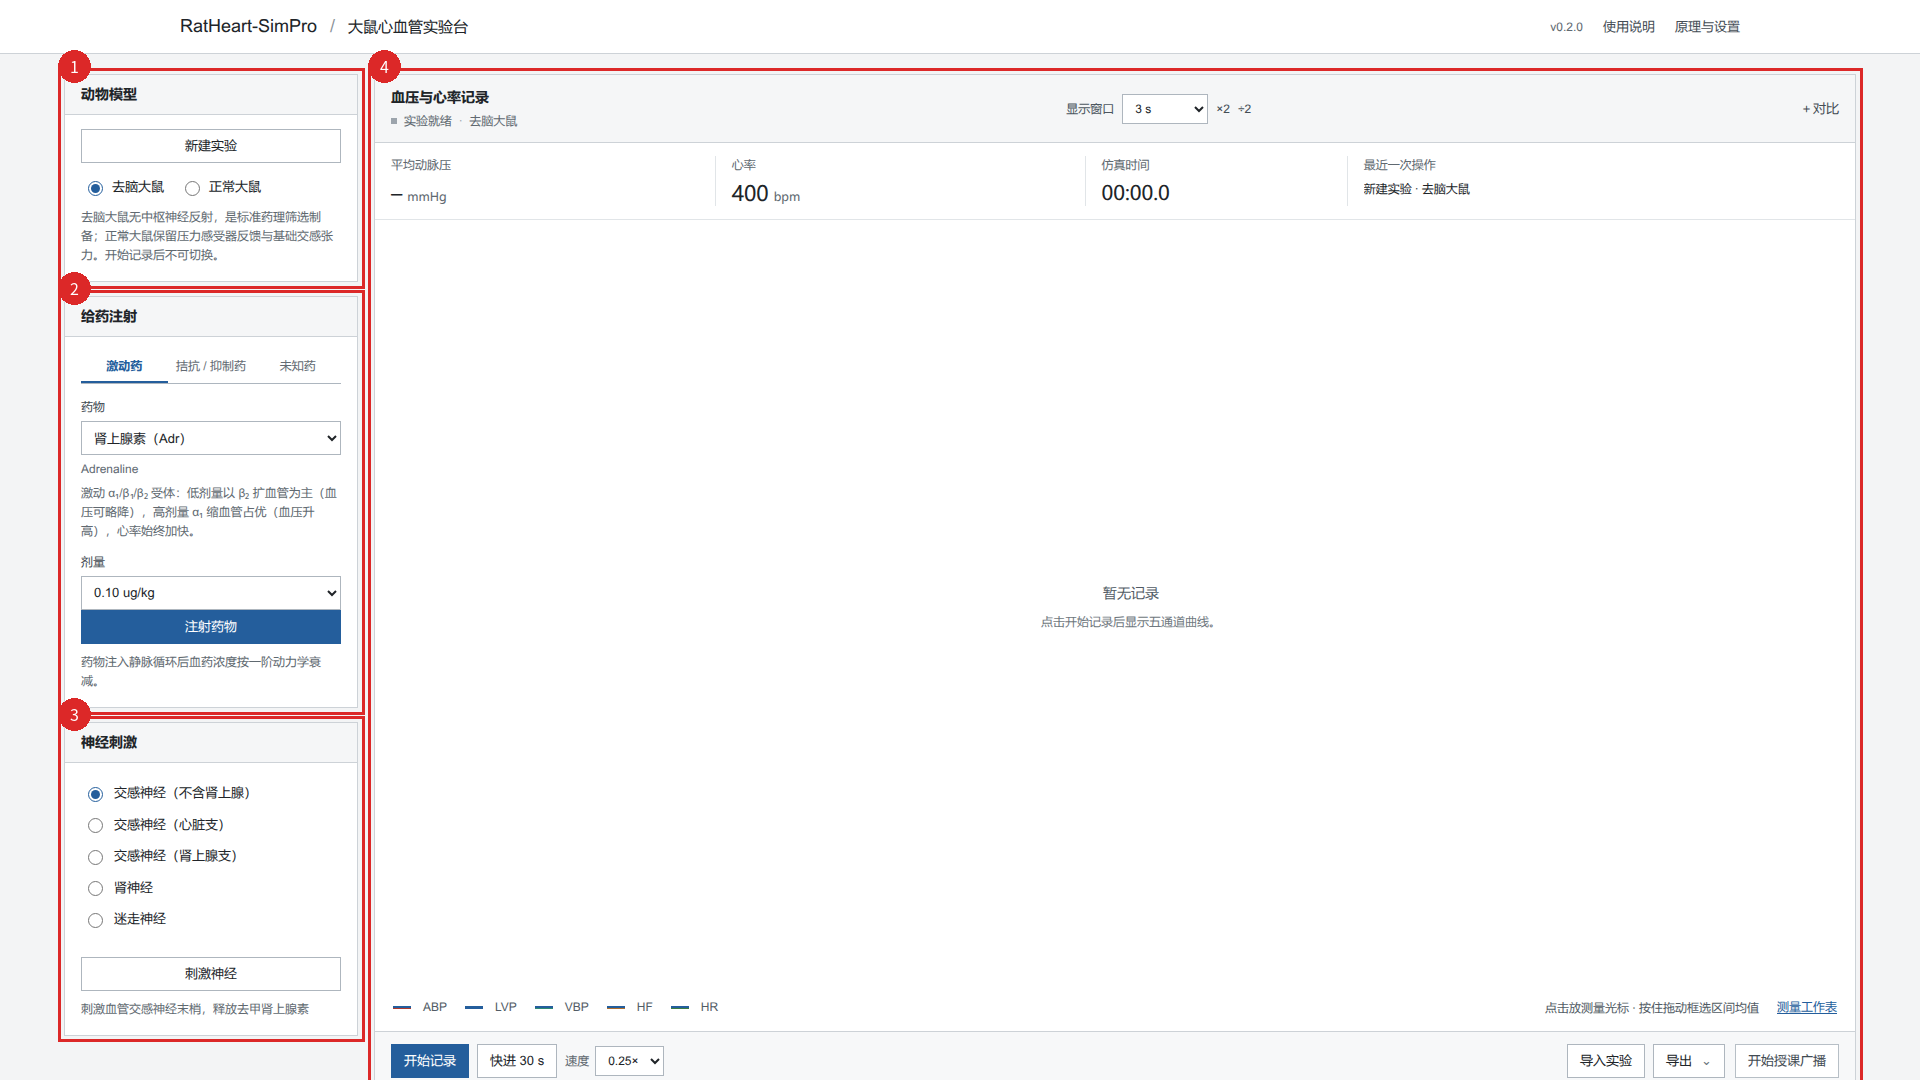 RatHeart-SimPro / 大鼠心血管实验台
v0.2.0 使用说明 原理与设置
1
动物模型
新建实验
去脑大鼠 正常大鼠
去脑大鼠无中枢神经反射，是标准药理筛选制
备；正常大鼠保留压力感受器反馈与基础交感张
力。开始记录后不可切换。
2
给药注射
激动药 拮抗 / 抑制药 未知药
药物
肾上腺素（Adr）
Adrenaline
激动 α₁/β₁/β₂ 受体：低剂量以 β₂ 扩血管为主（血
压可略降），高剂量 α₁ 缩血管占优（血压升
高），心率始终加快。
剂量
0.10 ug/kg
注射药物
药物注入静脉循环后血药浓度按一阶动力学衰
减。
3
神经刺激
交感神经（不含肾上腺）
交感神经（心脏支）
交感神经（肾上腺支）
肾神经
迷走神经
刺激神经
刺激血管交感神经末梢，释放去甲肾上腺素
4
血压与心率记录
实验就绪 · 去脑大鼠
显示窗口 3 s ×2 ÷2
+ 对比
平均动脉压
– mmHg
心率
400 bpm
仿真时间
00:00.0
最近一次操作
新建实验 · 去脑大鼠
暂无记录
点击开始记录后显示五通道曲线。
ABP LVP VBP HF HR
点击放测量光标 · 按住拖动框选区间均值 测量工作表
开始记录 快进 30 s 速度 0.25×
导入实验 导出 开始授课广播